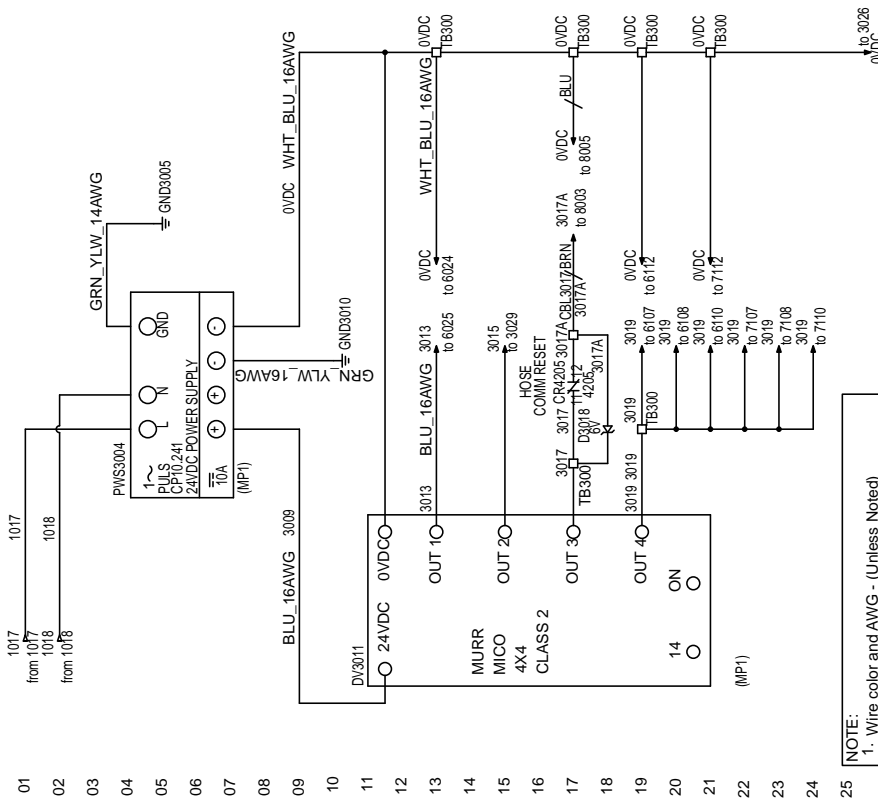 01
02
03
04
05
06
07
08
09
10
11
12
13
14
15
16
17
18
19
20
21
22
23
24
25
1017
from 1017
1018
from 1018
1017
1018
PWS3004
L
N
GND
1~
PULS
CP10.241
24VDC POWER SUPPLY
10A
+
+
-
-
(MP1)
GRN_YLW_14AWG
GND3005
GRN_YLW_16AWG
GND3010
0VDC WHT_BLU_16AWG
BLU_16AWG 3009
DV3011
24VDC
0VDC
MURR
MICO
4X4
CLASS 2
OUT 1
OUT 2
OUT 3
OUT 4
14
ON
(MP1)
3013
BLU_16AWG
3013
to 6025
0VDC
to 6024
WHT_BLU_16AWG
0VDC
TB300
3015
to 3029
HOSE
COMM RESET
3017
TB300
3017
CR4205
11
12
4205
D3018
6V
3017A
3017A
CBL3017/BRN
3017A
3017A
to 8003
0VDC
to 8005
BLU
0VDC
TB300
3019
3019
3019
TB300
3019
to 6107
3019
to 6108
3019
to 6110
3019
to 7107
3019
to 7108
3019
to 7110
0VDC
to 6112
0VDC
TB300
0VDC
to 7112
0VDC
TB300
to 3026
0VDC
NOTE:
1. Wire color and AWG - (Unless Noted)